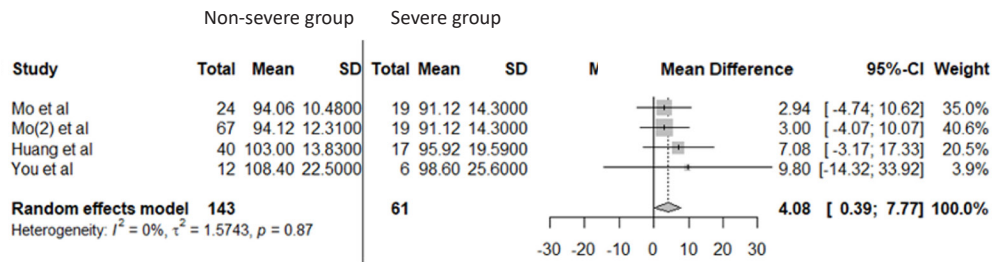 Non-severe group Severe group
Study Total Mean SD Total Mean SD M Mean Difference 95%-CI Weight
Mo et al 24 94.06 10.4800 19 91.12 14.3000 2.94 [ -4.74; 10.62] 35.0%
Mo(2) et al 67 94.12 12.3100 19 91.12 14.3000 3.00 [ -4.07; 10.07] 40.6%
Huang et al 40 103.00 13.8300 17 95.92 19.5900 7.08 [ -3.17; 17.33] 20.5%
You et al 12 108.40 22.5000 6 98.60 25.6000 9.80 [-14.32; 33.92] 3.9%
Random effects model 143 61 4.08 [ 0.39; 7.77] 100.0%
Heterogeneity: I² = 0%, τ² = 1.5743, p = 0.87
-30 -20 -10 0 10 20 30